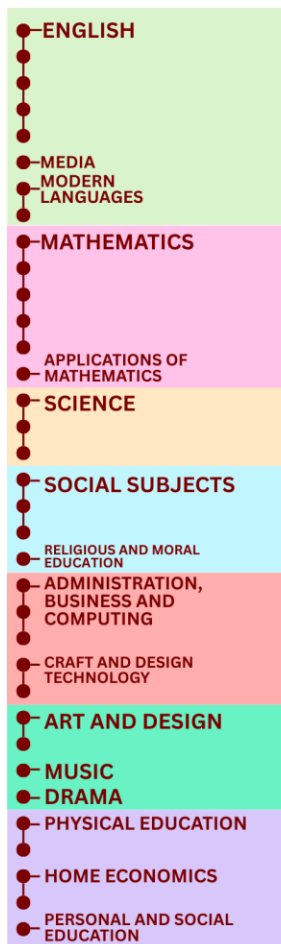 ENGLISH
MEDIA
MODERN
LANGUAGES
MATHEMATICS
APPLICATIONS OF
MATHEMATICS
SCIENCE
SOCIAL SUBJECTS
RELIGIOUS AND MORAL
EDUCATION
ADMINISTRATION,
BUSINESS AND
COMPUTING
CRAFT AND DESIGN
TECHNOLOGY
ART AND DESIGN
MUSIC
DRAMA
PHYSICAL EDUCATION
HOME ECONOMICS
PERSONAL AND SOCIAL
EDUCATION